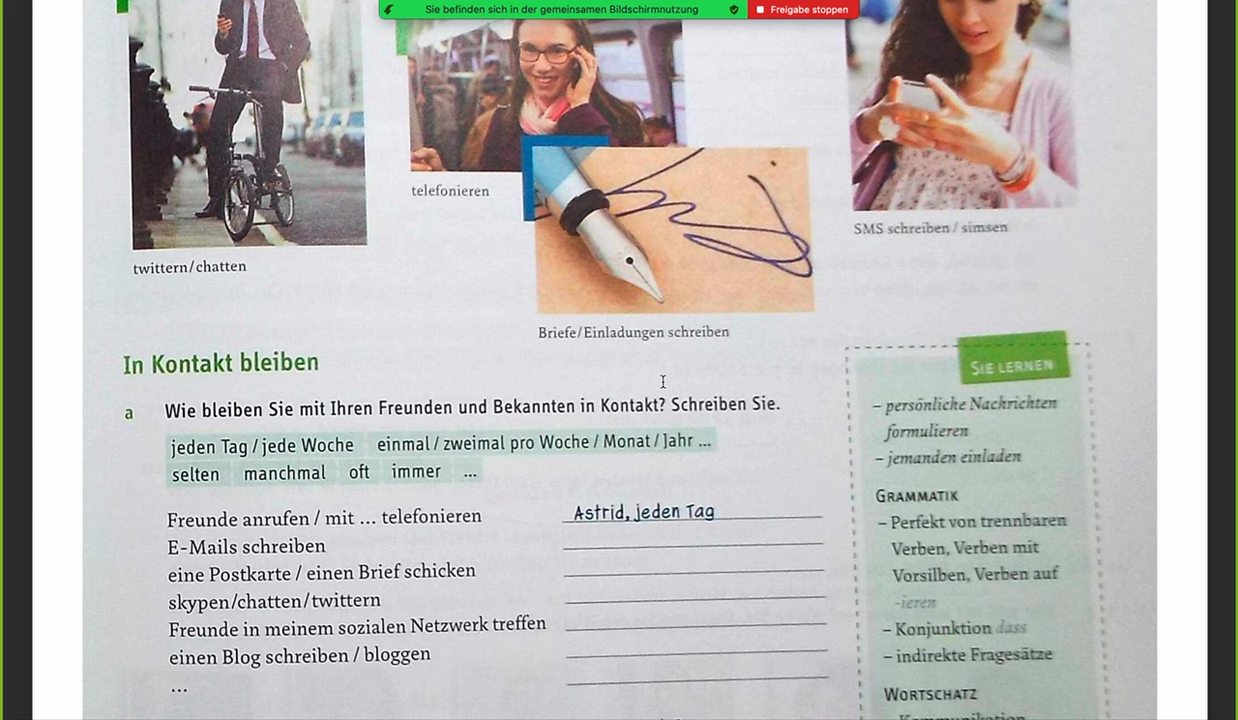 Sie befinden sich in der gemeinsamen Bildschirmnutzung
Freigabe stoppen
telefonieren
SMS schreiben / simsen
twittern/chatten
Briefe/Einladungen schreiben
In Kontakt bleiben
a Wie bleiben Sie mit Ihren Freunden und Bekannten in Kontakt? Schreiben Sie.
jeden Tag / jede Woche einmal / zweimal pro Woche / Monat / Jahr ...
selten manchmal oft immer ...
Freunde anrufen / mit ... telefonieren Astrid, jeden Tag
E-Mails schreiben
eine Postkarte / einen Brief schicken
skypen/chatten/twittern
Freunde in meinem sozialen Netzwerk treffen
einen Blog schreiben / bloggen
...
SIE LERNEN
– persönliche Nachrichten
formulieren
– jemanden einladen
GRAMMATIK
– Perfekt von trennbaren
Verben, Verben mit
Vorsilben, Verben auf
-ieren
– Konjunktion dass
– indirekte Fragesätze
WORTSCHATZ
– Kommunikation